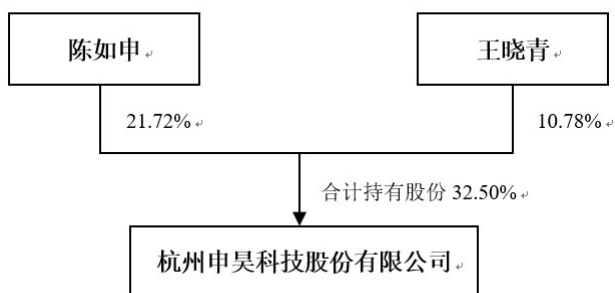 陈如申
王晓青
21.72%
10.78%
合计持有股份 32.50%
杭州申昊科技股份有限公司